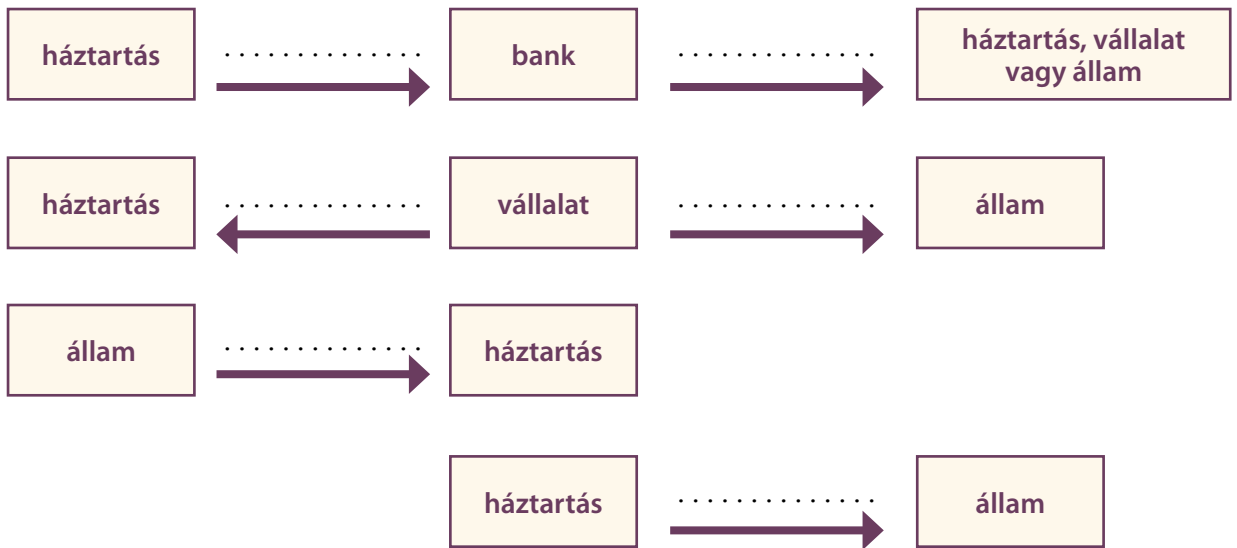 háztartás
..............
bank
..............
háztartás, vállalat
vagy állam
háztartás
..............
vállalat
..............
állam
állam
..............
háztartás
háztartás
..............
állam